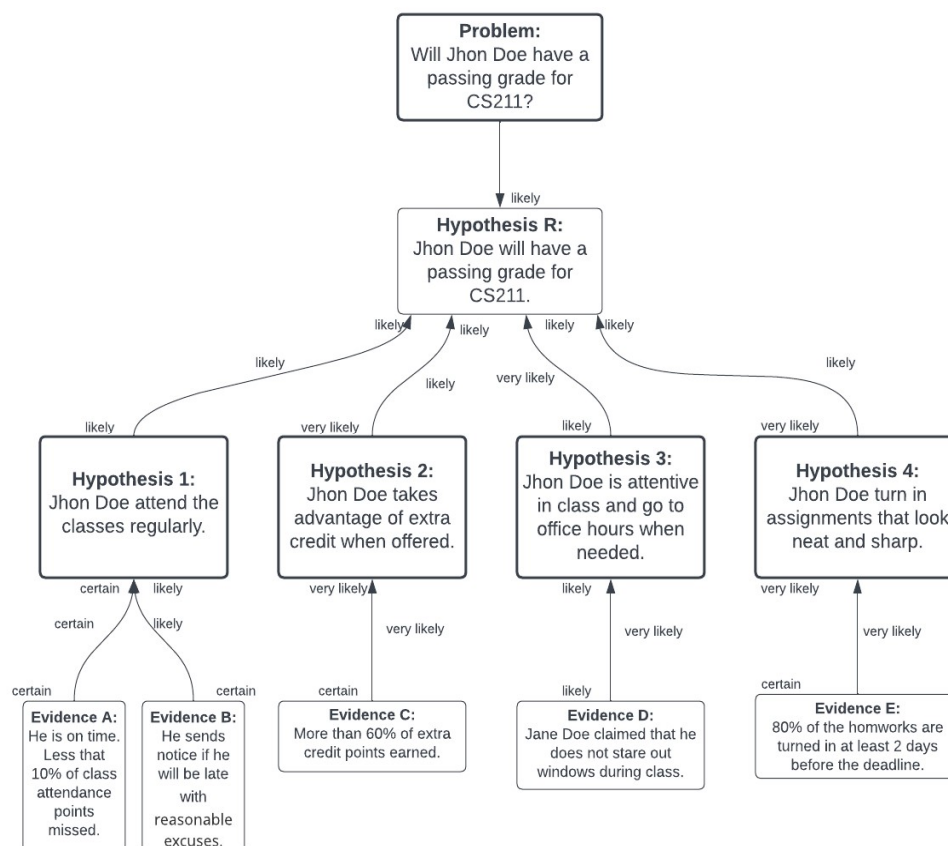 Problem:
Will Jhon Doe have a
passing grade for
CS211?
likely
Hypothesis R:
Jhon Doe will have a
passing grade for
CS211.
likely
likely
likely
likely
likely
likely
very likely
likely
likely
very likely
likely
very likely
Hypothesis 1:
Jhon Doe attend the
classes regularly.
Hypothesis 2:
Jhon Doe takes
advantage of extra
credit when offered.
Hypothesis 3:
Jhon Doe is attentive
in class and go to
office hours when
needed.
Hypothesis 4:
Jhon Doe turn in
assignments that look
neat and sharp.
certain
likely
very likely
likely
very likely
certain
likely
very likely
very likely
very likely
certain
certain
certain
likely
certain
Evidence A:
He is on time.
Less that
10% of class
attendance
points
missed.
Evidence B:
He sends
notice if he
will be late
with
reasonable
excuses.
Evidence C:
More than 60% of extra
credit points earned.
Evidence D:
Jane Doe claimed that he
does not stare out
windows during class.
Evidence E:
80% of the homworks are
turned in at least 2 days
before the deadline.